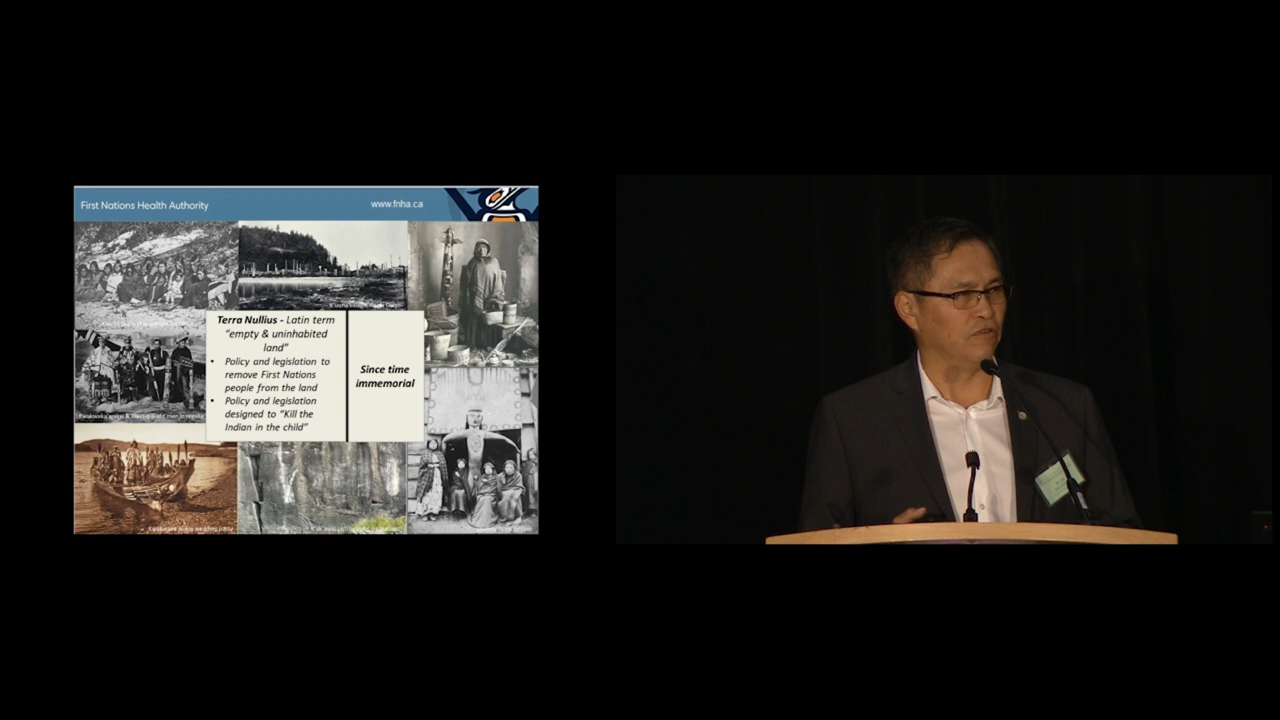 First Nations Health Authority
www.fnha.ca
Terra Nullius - Latin term
"empty & uninhabited
land"
• Policy and legislation to
remove First Nations
people from the land
• Policy and legislation
designed to "Kill the
Indian in the child"
Since time
immemorial
wedding party